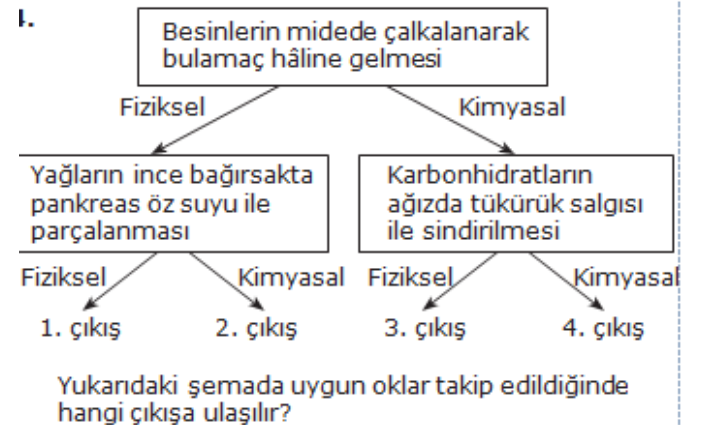 4.
Besinlerin midede çalkalanarak
bulamaç hâline gelmesi
Fiziksel
Kimyasal
Yağların ince bağırsakta
pankreas öz suyu ile
parçalanması
Karbonhidratların
ağızda tükürük salgısı
ile sindirilmesi
Fiziksel
Kimyasal
Fiziksel
Kimyasal
1. çıkış
2. çıkış
3. çıkış
4. çıkış
Yukarıdaki şemada uygun oklar takip edildiğinde
hangi çıkışa ulaşılır?